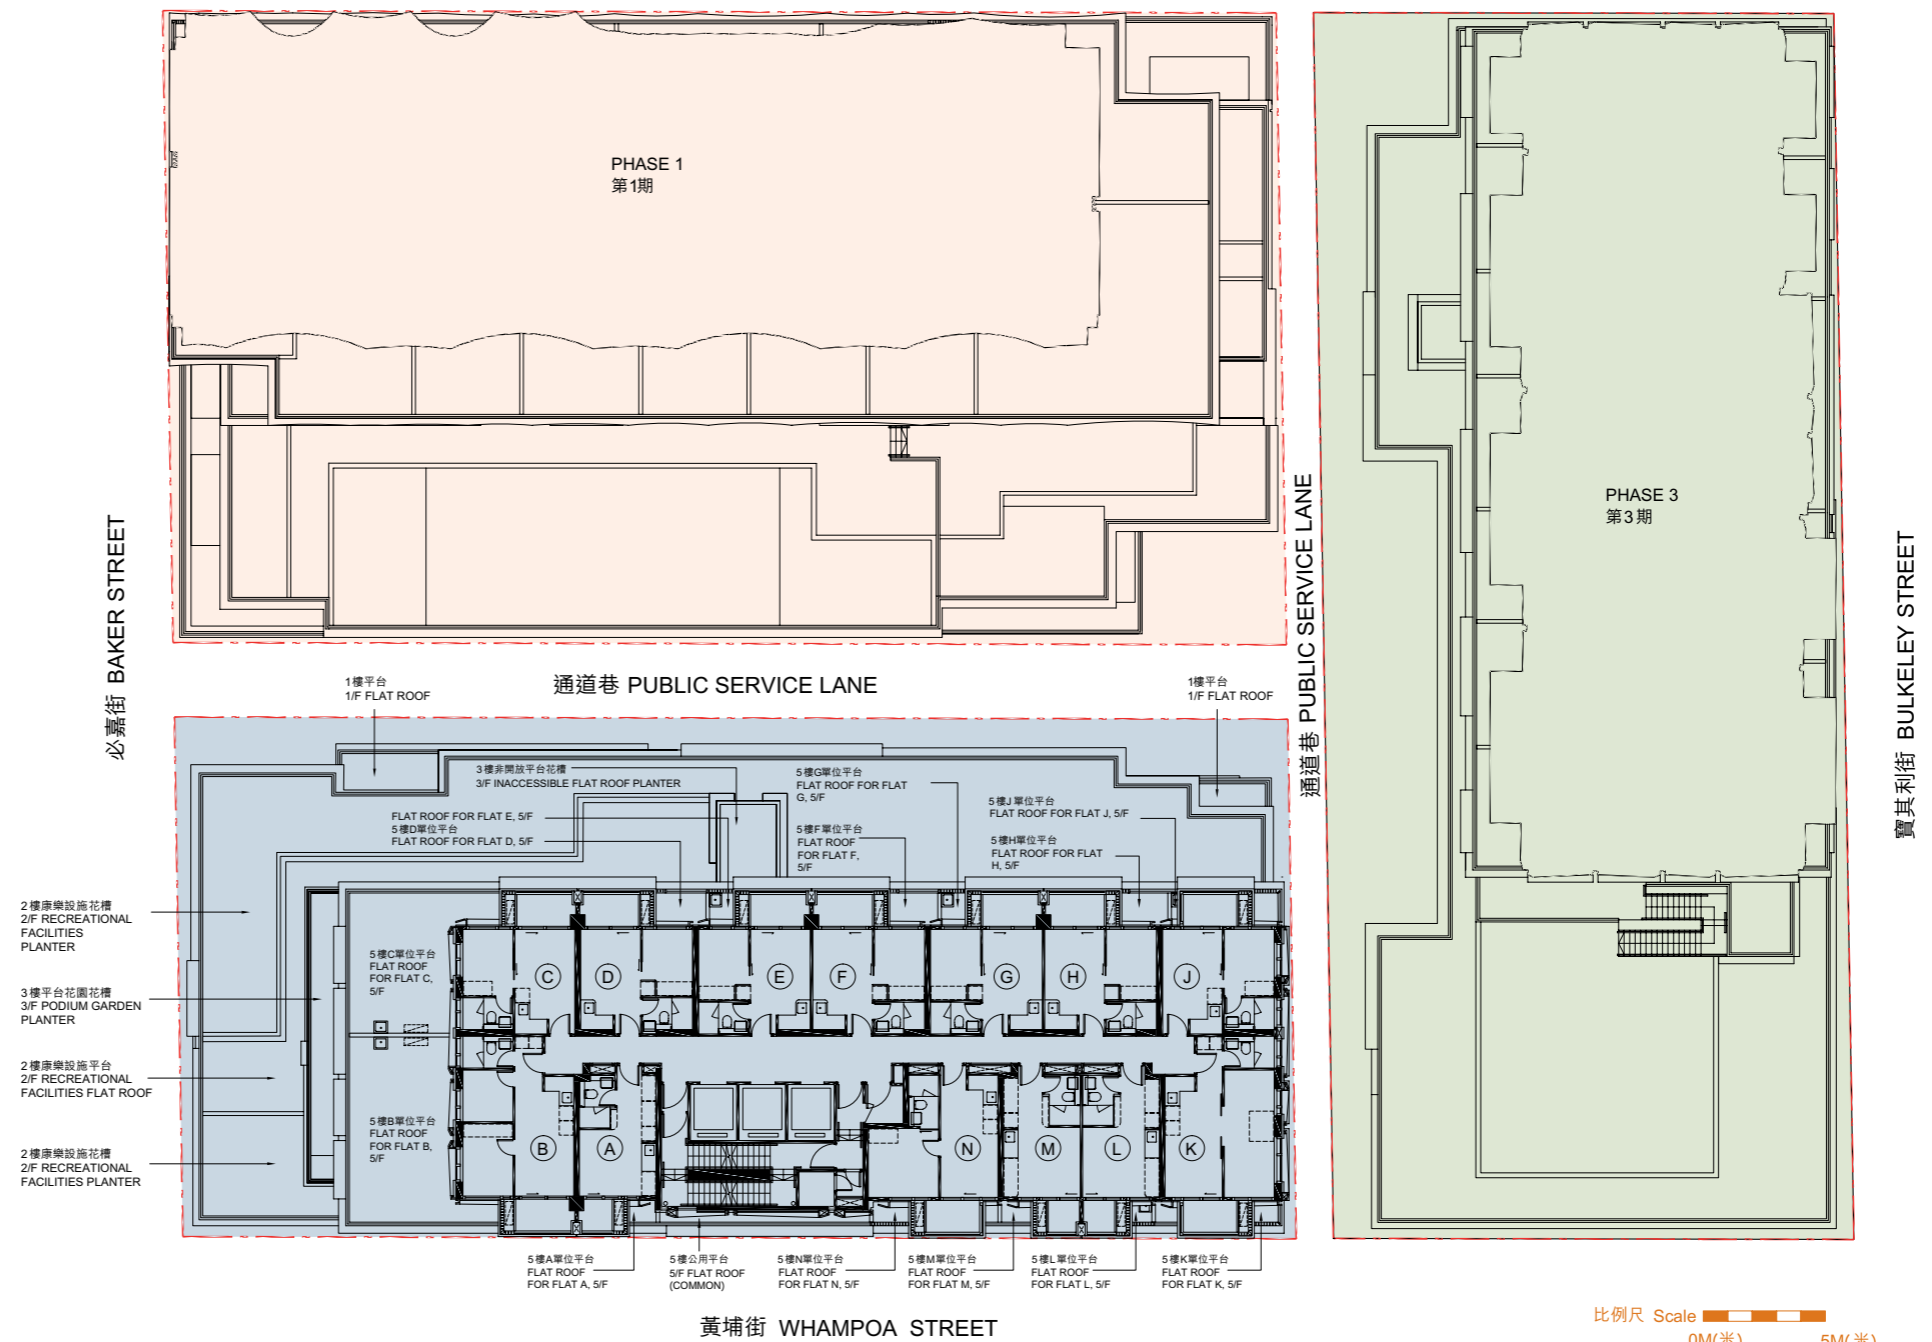 PHASE 1
第1期
PHASE 3
第3期
必嘉街 BAKER STREET
通道巷 PUBLIC SERVICE LANE
通道巷 PUBLIC SERVICE LANE
寶其利街 BULKELEY STREET
1樓平台
1/F FLAT ROOF
1樓平台
1/F FLAT ROOF
3樓非開放平台花槽
3/F INACCESSIBLE FLAT ROOF PLANTER
5樓G單位平台
FLAT ROOF FOR FLAT
G, 5/F
FLAT ROOF FOR FLAT E, 5/F
5樓D單位平台
FLAT ROOF FOR FLAT D, 5/F
5樓F單位平台
FLAT ROOF
FOR FLAT F,
5/F
5樓J單位平台
FLAT ROOF FOR FLAT J, 5/F
5樓H單位平台
FLAT ROOF FOR FLAT
H, 5/F
2樓康樂設施花槽
2/F RECREATIONAL
FACILITIES
PLANTER
3樓平台花園花槽
3/F PODIUM GARDEN
PLANTER
2樓康樂設施平台
2/F RECREATIONAL
FACILITIES FLAT ROOF
2樓康樂設施花槽
2/F RECREATIONAL
FACILITIES PLANTER
5樓C單位平台
FLAT ROOF
FOR FLAT C,
5/F
5樓B單位平台
FLAT ROOF
FOR FLAT B,
5/F
C
D
E
F
G
H
J
B
A
N
M
L
K
5樓A單位平台
FLAT ROOF
FOR FLAT A, 5/F
5樓公用平台
5/F FLAT ROOF
(COMMON)
5樓N單位平台
FLAT ROOF
FOR FLAT N, 5/F
5樓M單位平台
FLAT ROOF
FOR FLAT M, 5/F
5樓L單位平台
FLAT ROOF
FOR FLAT L, 5/F
5樓K單位平台
FLAT ROOF
FOR FLAT K, 5/F
黃埔街 WHAMPOA STREET
比例尺 Scale
0M(米) 5M(米)